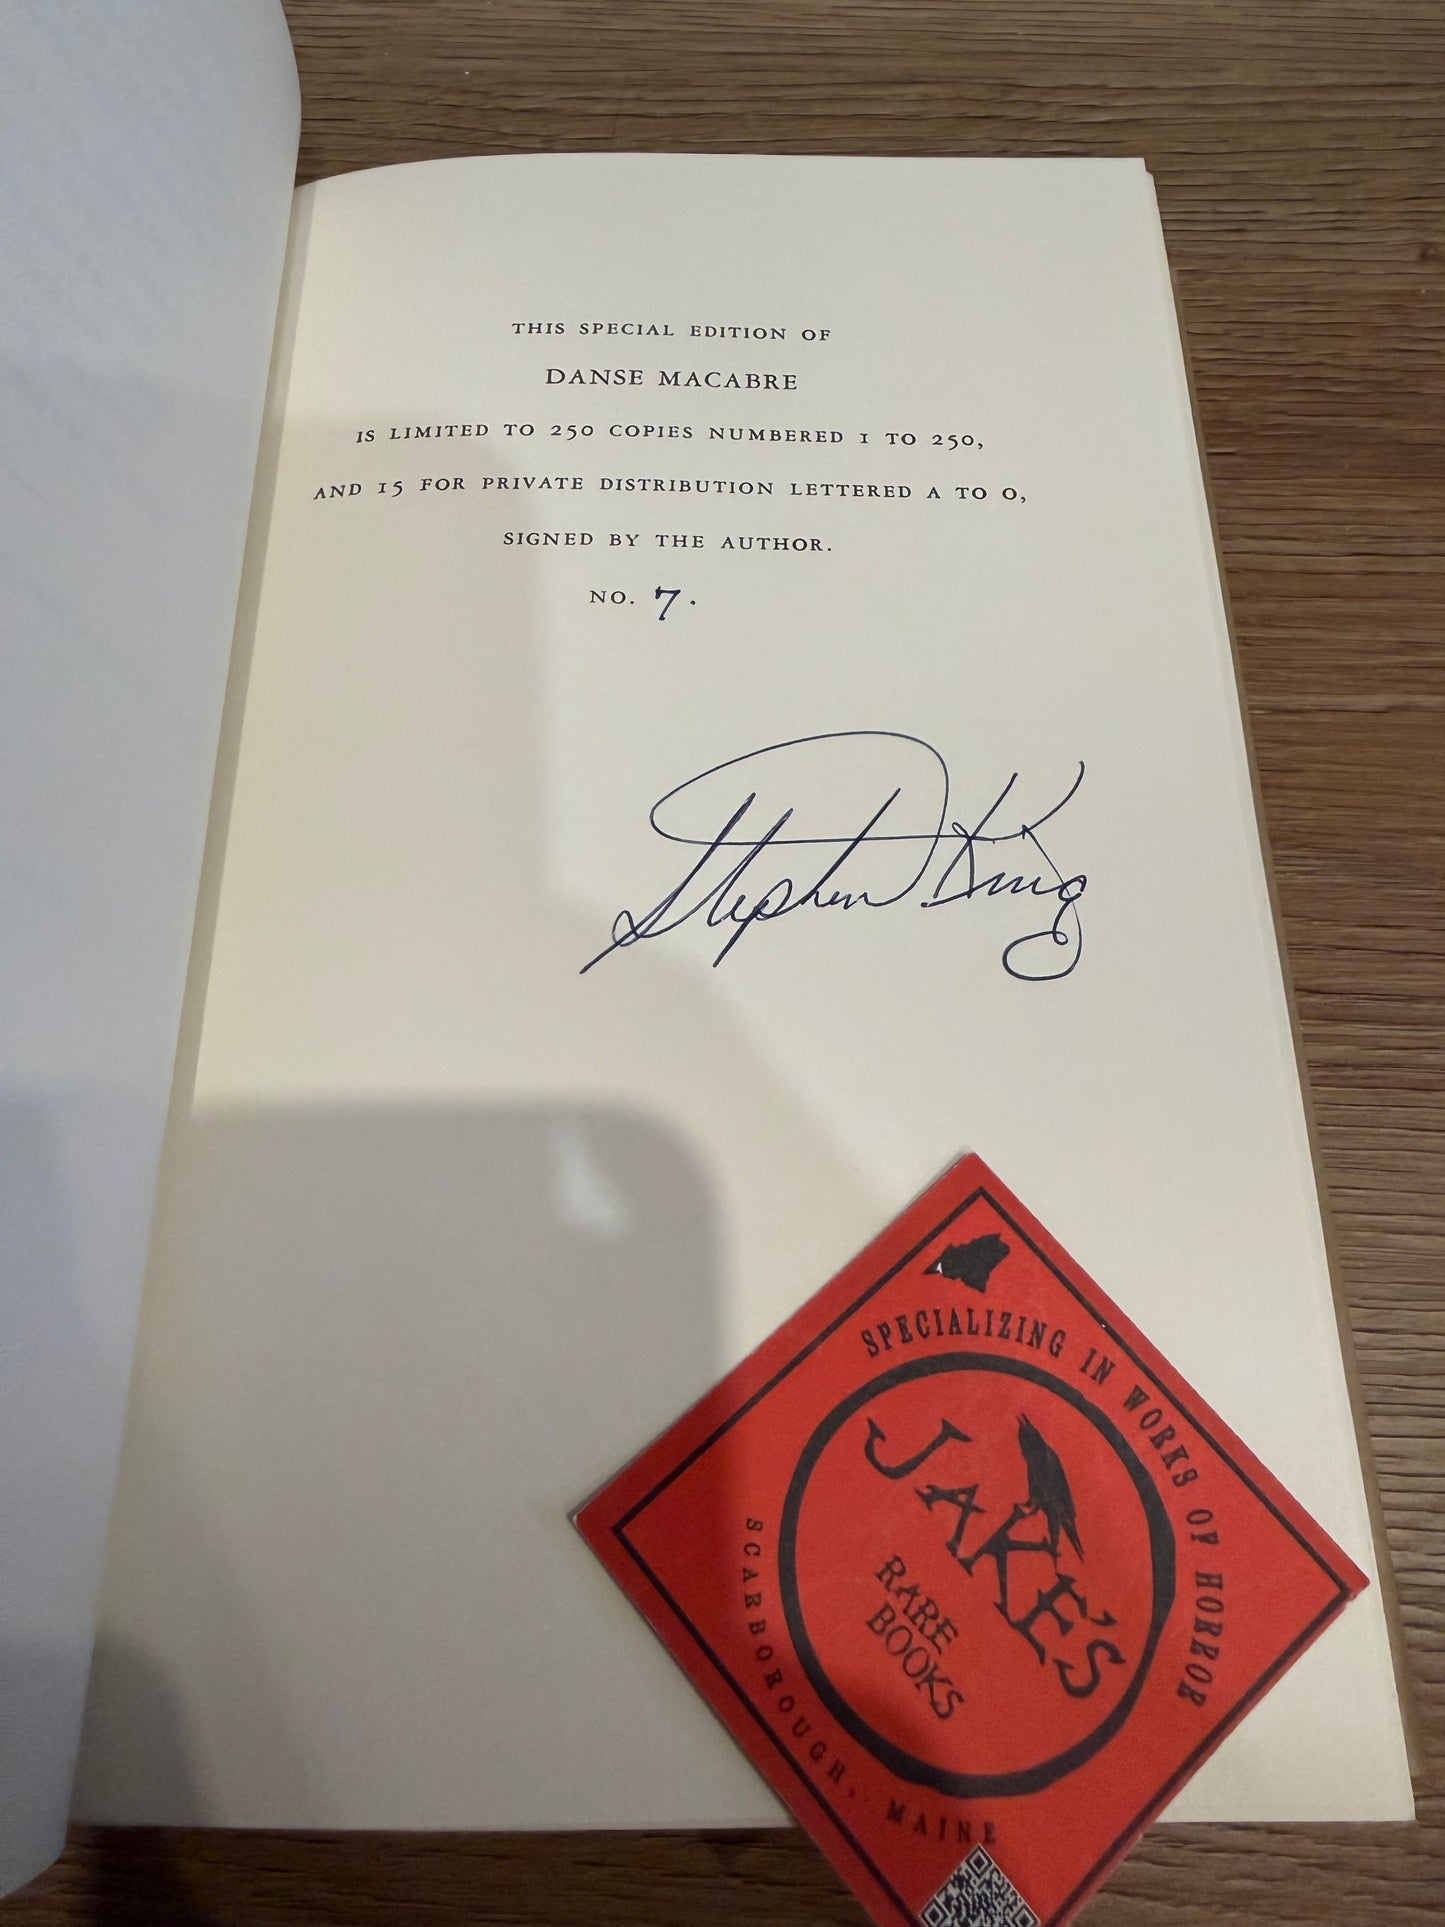 THIS SPECIAL EDITION OF
DANSE MACABRE
IS LIMITED TO 250 COPIES NUMBERED 1 TO 250,
AND 15 FOR PRIVATE DISTRIBUTION LETTERED A TO O,
SIGNED BY THE AUTHOR.
NO. 7.
Stephen King
SPECIALIZING IN WORKS OF HORROR
JAKE'S
RARE
BOOKS
SCARBOROUGH, MAINE